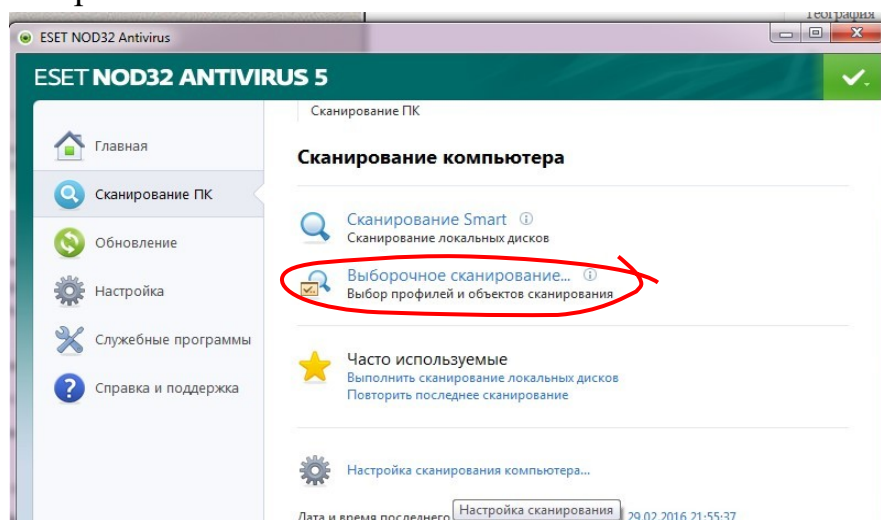 География
ESET NOD32 Antivirus
ESET NOD32 ANTIVIRUS 5
Сканирование ПК
Главная
Сканирование компьютера
Сканирование ПК
Сканирование Smart
Сканирование локальных дисков
Обновление
Выборочное сканирование...
Выбор профилей и объектов сканирования
Настройка
Служебные программы
Часто используемые
Выполнить сканирование локальных дисков
Повторить последнее сканирование
Справка и поддержка
Настройка сканирования компьютера...
Дата и время последнего
Настройка сканирования
29.02.2016 21:55:37